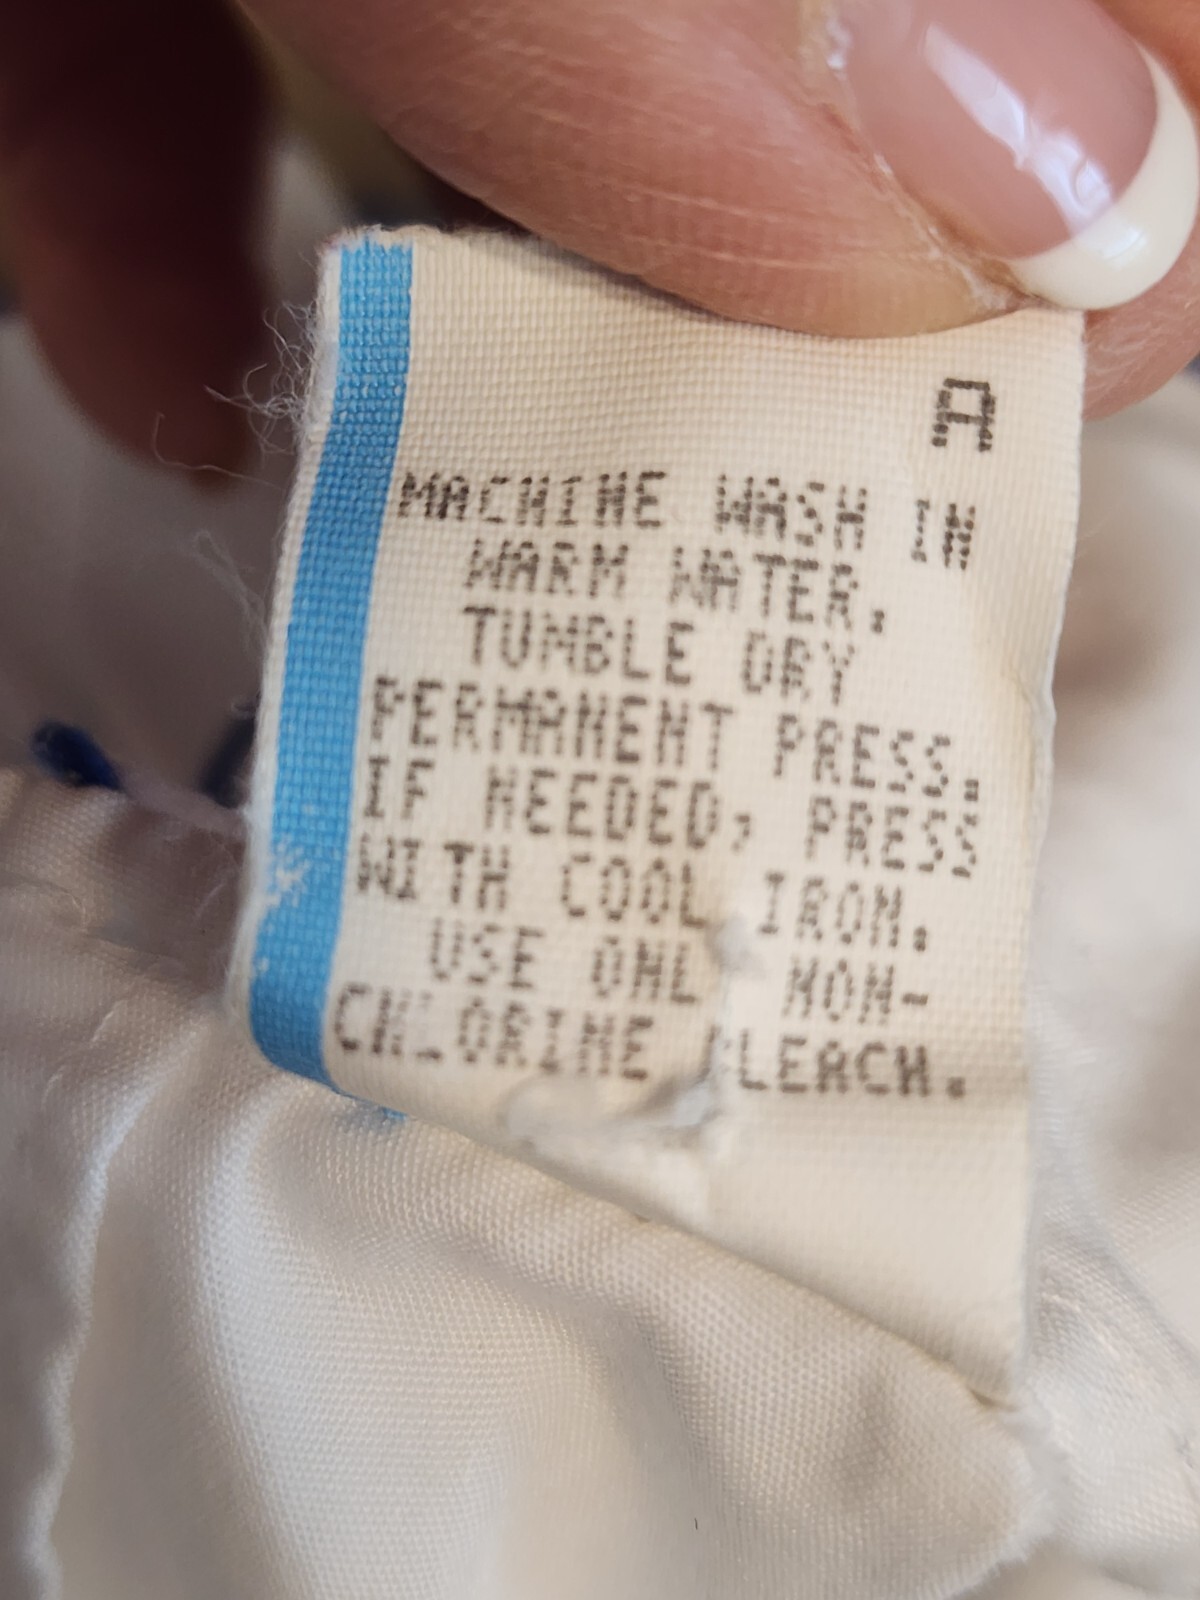 A
MACHINE WASH IN
WARM WATER.
TUMBLE DRY
PERMANENT PRESS.
IF NEEDED, PRESS
WITH COOL IRON.
USE ONL NON-
CHLORINE BLEACH.